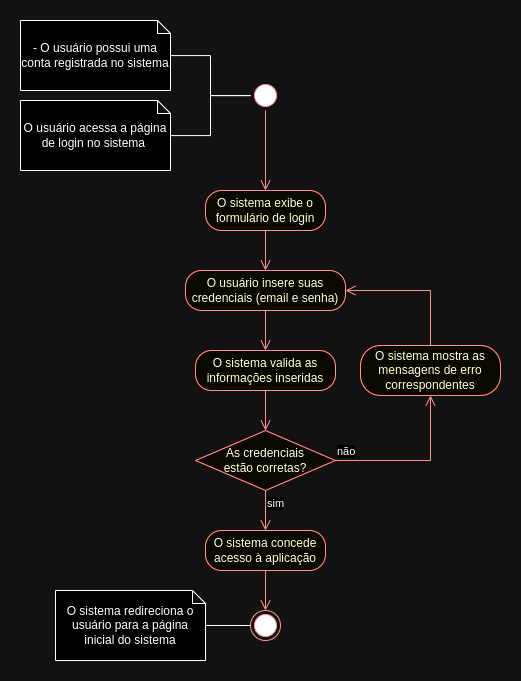 - O usuário possui uma
conta registrada no sistema
O usuário acessa a página
de login no sistema
O sistema exibe o
formulário de login
O usuário insere suas
credenciais (email e senha)
O sistema valida as
informações inseridas
O sistema mostra as
mensagens de erro
correspondentes
As credenciais
estão corretas?
não
sim
O sistema concede
acesso à aplicação
O sistema redireciona o
usuário para a página
inicial do sistema